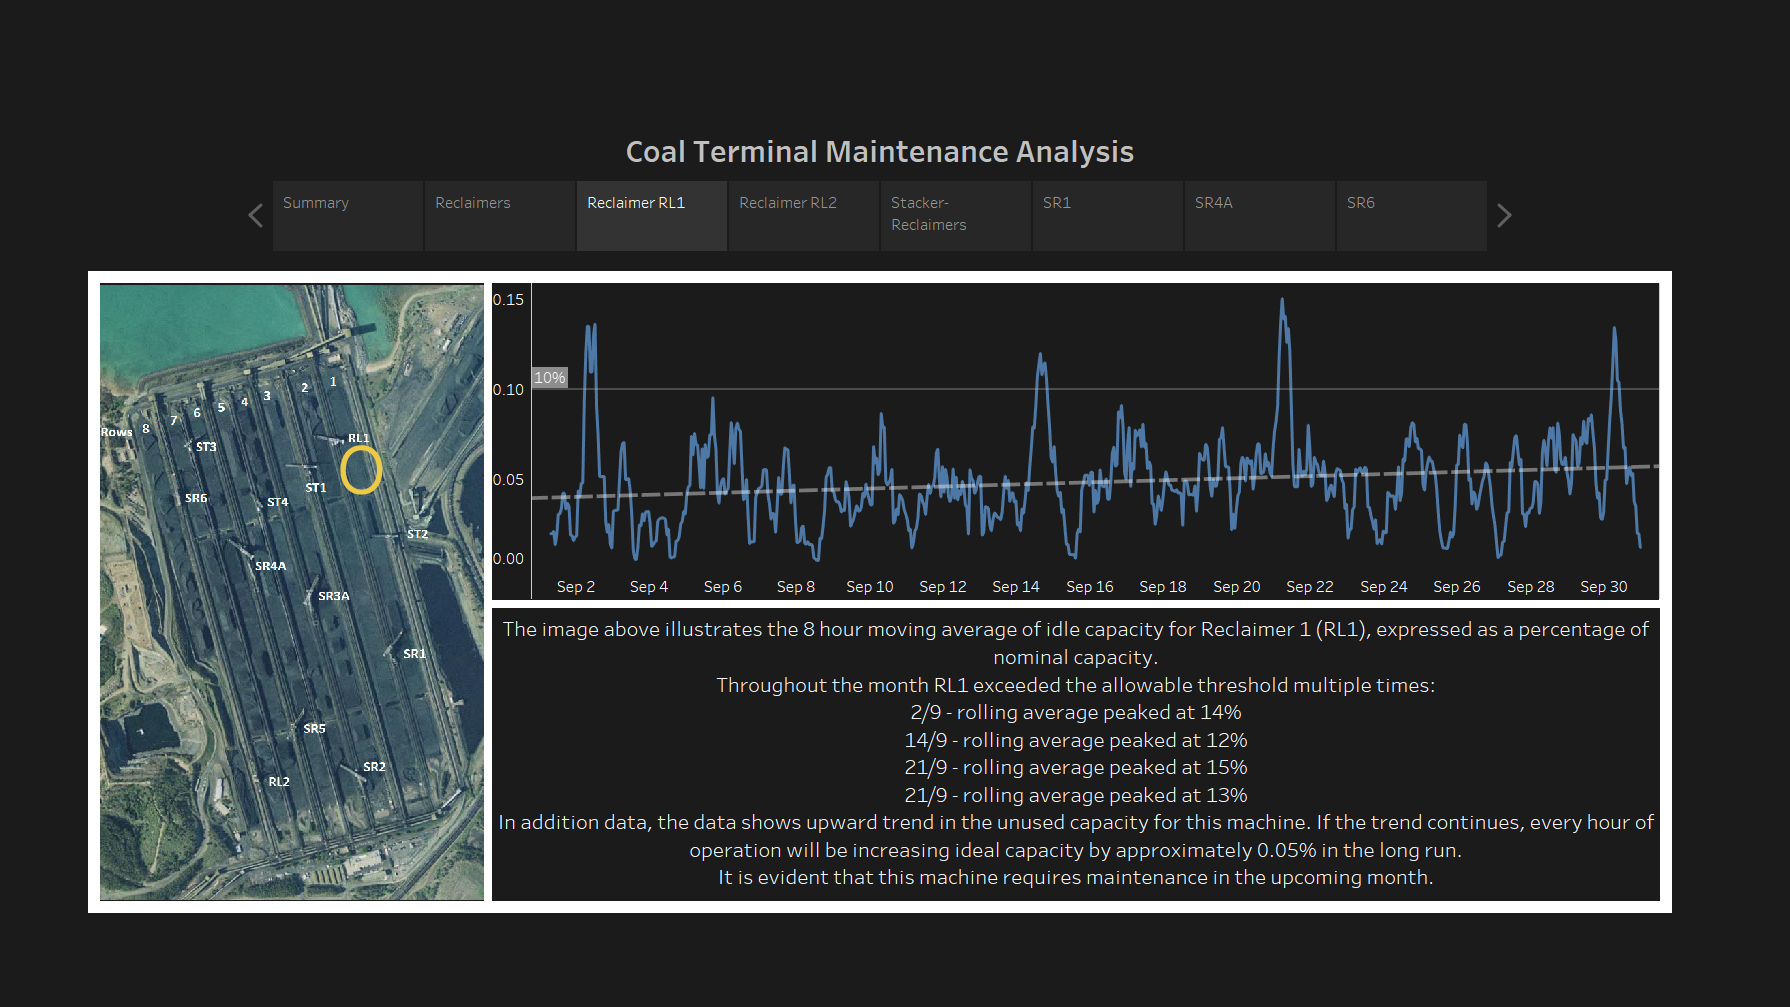 Coal Terminal Maintenance Analysis
Summary
Reclaimers
Reclaimer RL1
Reclaimer RL2
Stacker-
Reclaimers
SR1
SR4A
SR6
1
2
3
4
5
6
7
8
Rows
RL1
ST3
ST1
SR6
ST4
ST2
SR4A
SR3A
SR1
SR5
SR2
RL2
0.15
10%
0.10
0.05
0.00
Sep 2 Sep 4 Sep 6 Sep 8 Sep 10 Sep 12 Sep 14 Sep 16 Sep 18 Sep 20 Sep 22 Sep 24 Sep 26 Sep 28 Sep 30
The image above illustrates the 8 hour moving average of idle capacity for Reclaimer 1 (RL1), expressed as a percentage of
nominal capacity.
Throughout the month RL1 exceeded the allowable threshold multiple times:
2/9 - rolling average peaked at 14%
14/9 - rolling average peaked at 12%
21/9 - rolling average peaked at 15%
21/9 - rolling average peaked at 13%
In addition data, the data shows upward trend in the unused capacity for this machine. If the trend continues, every hour of
operation will be increasing ideal capacity by approximately 0.05% in the long run.
It is evident that this machine requires maintenance in the upcoming month.